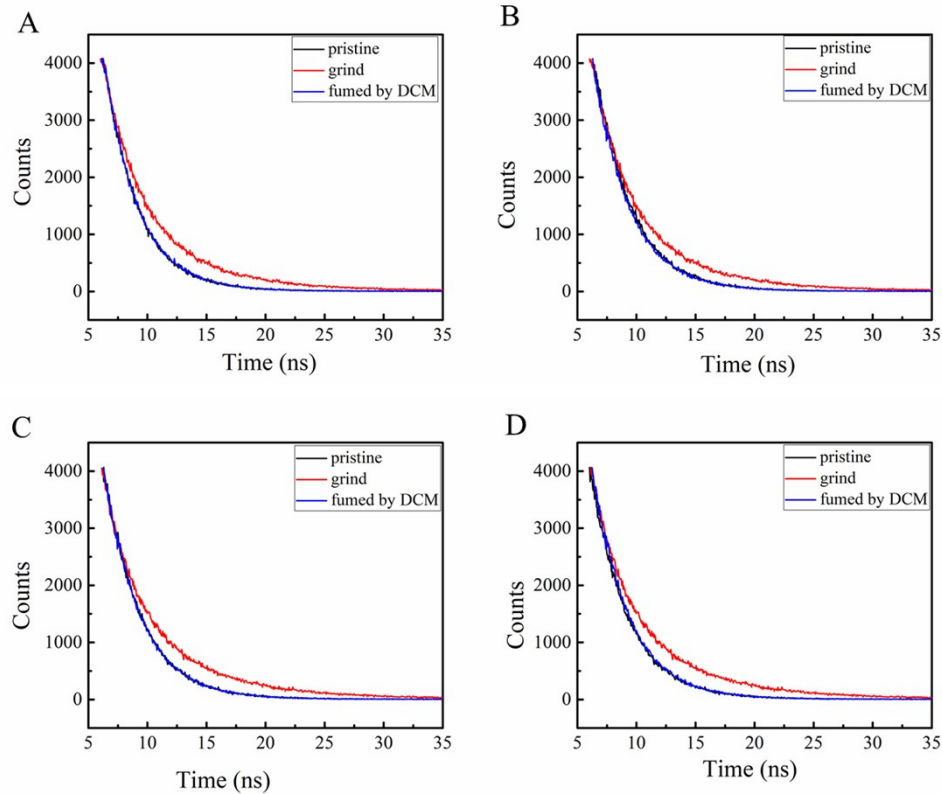 A
pristine
grind
fumed by DCM
4000
3000
2000
1000
0
Counts
5 10 15 20 25 30 35
Time (ns)
B
pristine
grind
fumed by DCM
4000
3000
2000
1000
0
Counts
5 10 15 20 25 30 35
Time (ns)
C
pristine
grind
fumed by DCM
4000
3000
2000
1000
0
Counts
5 10 15 20 25 30 35
Time (ns)
D
pristine
grind
fumed by DCM
4000
3000
2000
1000
0
Counts
5 10 15 20 25 30 35
Time (ns)